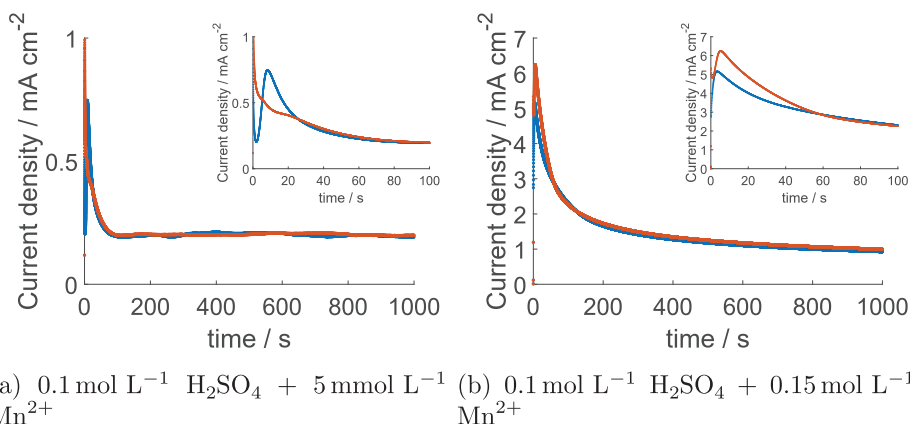 1
0.5
0
Current density / mA cm-2
0 200 400 600 800 1000
time / s
1
0.5
0
Current density / mA cm-2
0 20 40 60 80 100
time / s
7
6
5
4
3
2
1
0
Current density / mA cm-2
0 200 400 600 800 1000
time / s
7
6
5
4
3
2
1
0
Current density / mA cm-2
0 20 40 60 80 100
time / s
a) 0.1 mol L−1 H2SO4 + 5 mmol L−1
Mn2+
(b) 0.1 mol L−1 H2SO4 + 0.15 mol L−1
Mn2+